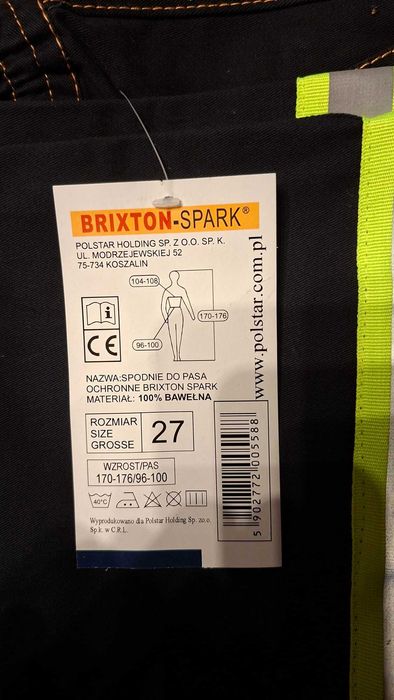 BRIXTON-SPARK®
POLSTAR HOLDING SP. Z O.O. SP. K.
UL. MODRZEJEWSKIEJ 52
75-734 KOSZALIN
104-108
170-176
96-100
www.polstar.com.pl
i
CE
NAZWA:SPODNIE DO PASA
OCHRONNE BRIXTON SPARK
MATERIAŁ: 100% BAWEŁNA
ROZMIAR
SIZE
GROSSE
27
WZROST/PAS
170-176/96-100
40°C
5 902772 005588
Wyprodukowano dla Polstar Holding Sp. zo.o.
Sp.k. w C.R.L.